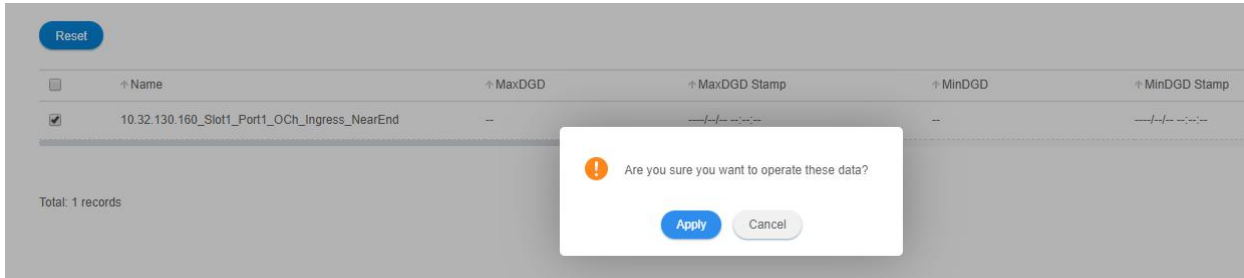 Reset
Name MaxDGD MaxDGD Stamp MinDGD MinDGD Stamp
10.32.130.160_Slot1_Port1_OCh_Ingress_NearEnd -- ----/--/-- --:--:-- -- ----/--/-- --:--:--
Are you sure you want to operate these data?
Total: 1 records
Apply Cancel